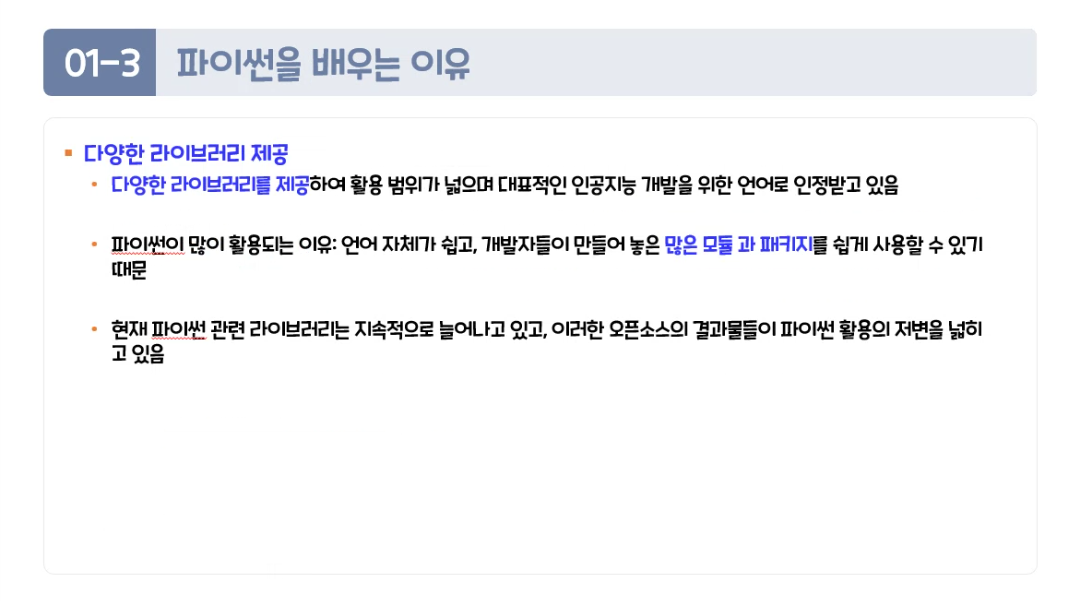 01-3 파이썬을 배우는 이유
다양한 라이브러리 제공
다양한 라이브러리를 제공하여 활용 범위가 넓으며 대표적인 인공지능 개발을 위한 언어로 인정받고 있음
파이썬이 많이 활용되는 이유: 언어 자체가 쉽고, 개발자들이 만들어 놓은 많은 모듈 과 패키지를 쉽게 사용할 수 있기
때문
현재 파이썬 관련 라이브러리는 지속적으로 늘어나고 있고, 이러한 오픈소스의 결과물들이 파이썬 활용의 저변을 넓히
고 있음